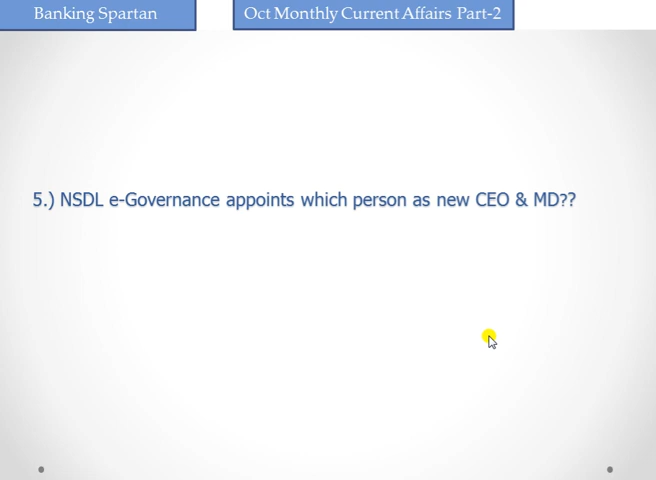 Banking Spartan
Oct Monthly Current Affairs Part-2
5.) NSDL e-Governance appoints which person as new CEO & MD??